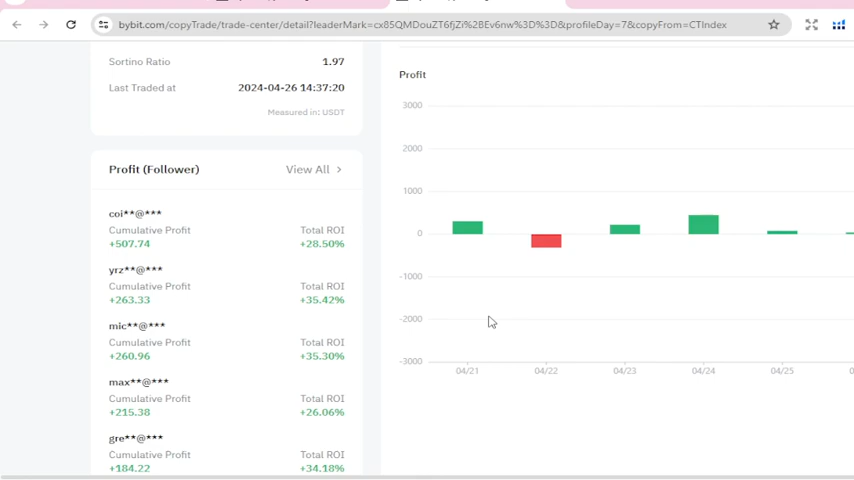 bybit.com/copyTrade/trade-center/detail?leaderMark=cx85QMDouZT6fjZi%2BEv6nw%3D%3D&profileDay=7&copyFrom=CTIndex
Sortino Ratio 1.97
Last Traded at 2024-04-26 14:37:20
Measured in: USDT
Profit (Follower) View All >
coi**@***
Cumulative Profit Total ROI
+507.74 +28.50%
yrz**@***
Cumulative Profit Total ROI
+263.33 +35.42%
mic**@***
Cumulative Profit Total ROI
+260.96 +35.30%
max**@***
Cumulative Profit Total ROI
+215.38 +26.06%
gre**@***
Cumulative Profit Total ROI
+184.22 +34.18%
Profit
3000
2000
1000
0
-1000
-2000
-3000
04/21 04/22 04/23 04/24 04/25